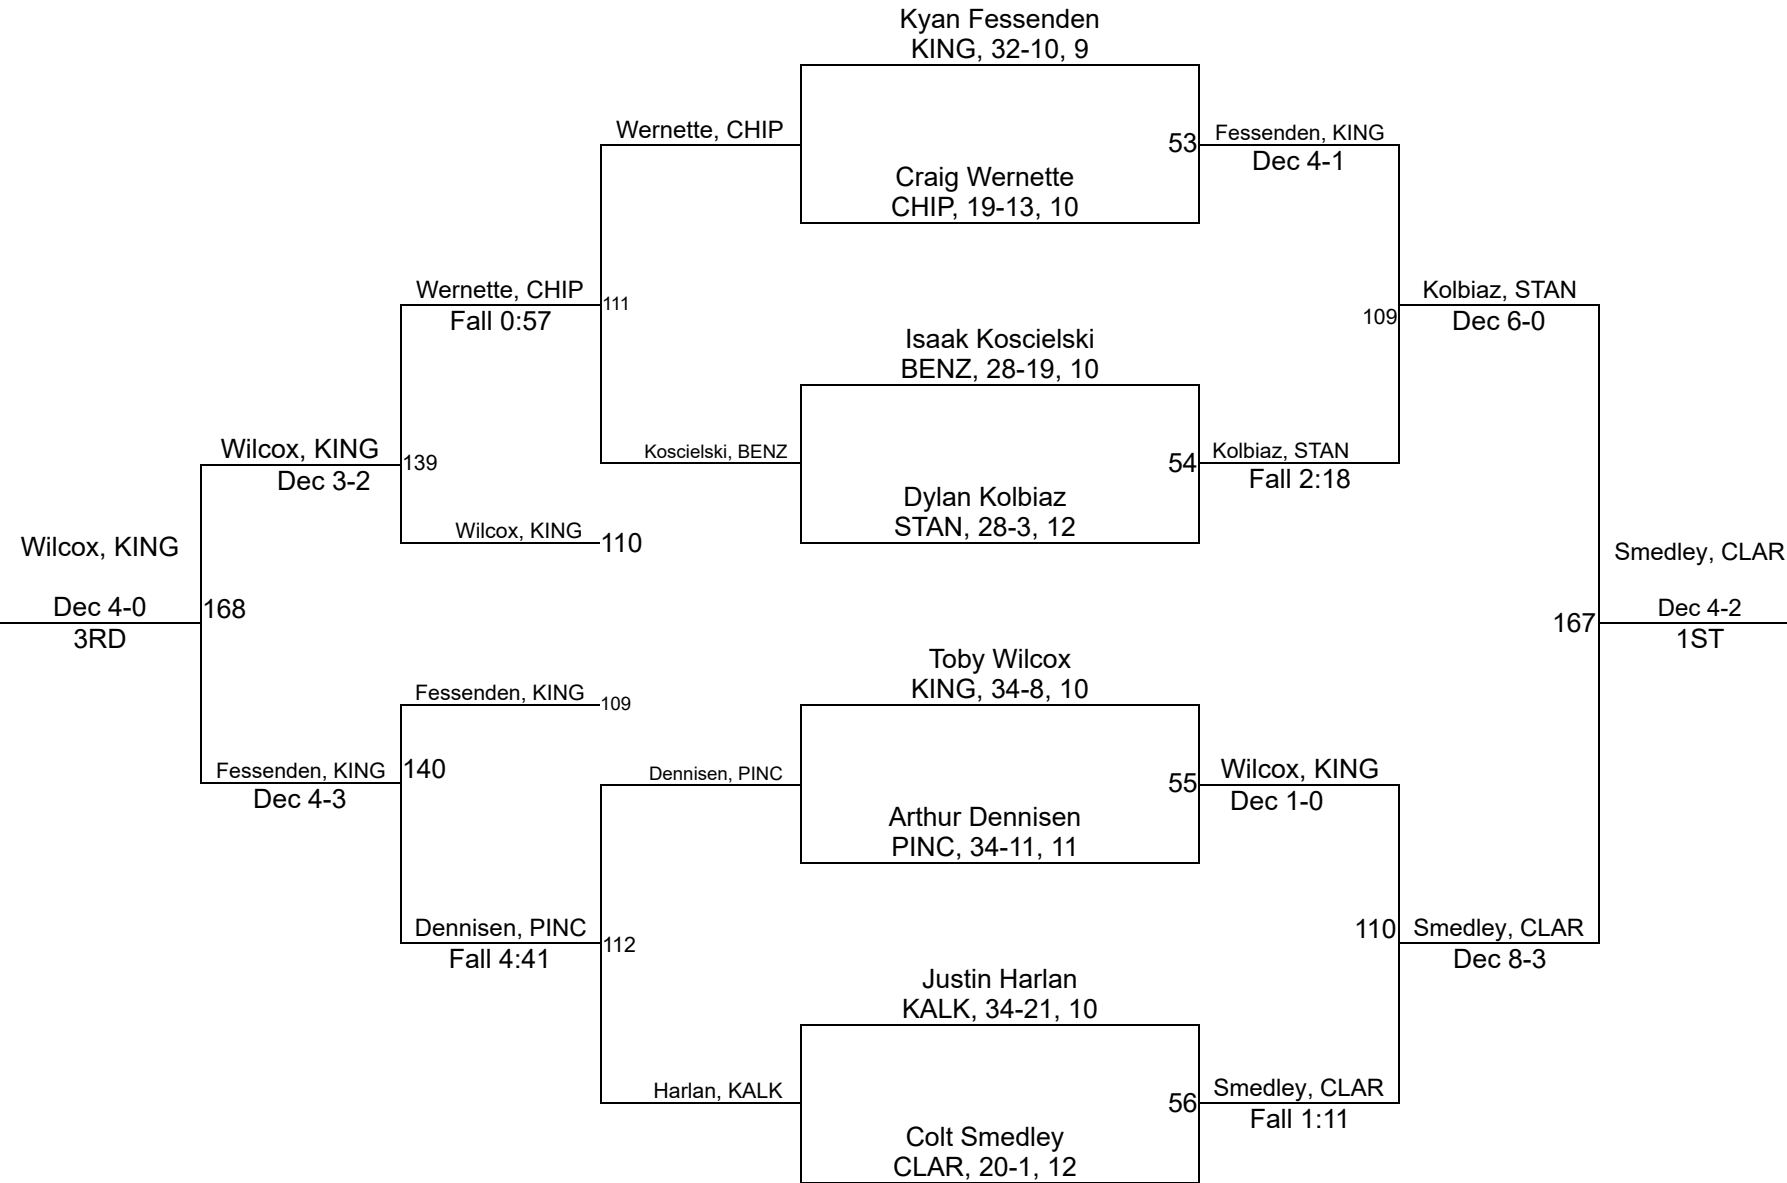 Kyan Fessenden
KING, 32-10, 9
Wernette, CHIP
53
Fessenden, KING
Dec 4-1
Craig Wernette
CHIP, 19-13, 10
Wernette, CHIP
Fall 0:57
111
109
Kolbiaz, STAN
Dec 6-0
Isaak Koscielski
BENZ, 28-19, 10
Wilcox, KING
Dec 3-2
139
Koscielski, BENZ
54
Kolbiaz, STAN
Fall 2:18
Dylan Kolbiaz
STAN, 28-3, 12
Wilcox, KING
110
Wilcox, KING
Dec 4-0
3RD
168
167
Smedley, CLAR
Dec 4-2
1ST
Toby Wilcox
KING, 34-8, 10
Fessenden, KING
109
Fessenden, KING
Dec 4-3
140
Dennisen, PINC
55
Wilcox, KING
Dec 1-0
Arthur Dennisen
PINC, 34-11, 11
Dennisen, PINC
Fall 4:41
112
110
Smedley, CLAR
Dec 8-3
Justin Harlan
KALK, 34-21, 10
Harlan, KALK
56
Smedley, CLAR
Fall 1:11
Colt Smedley
CLAR, 20-1, 12